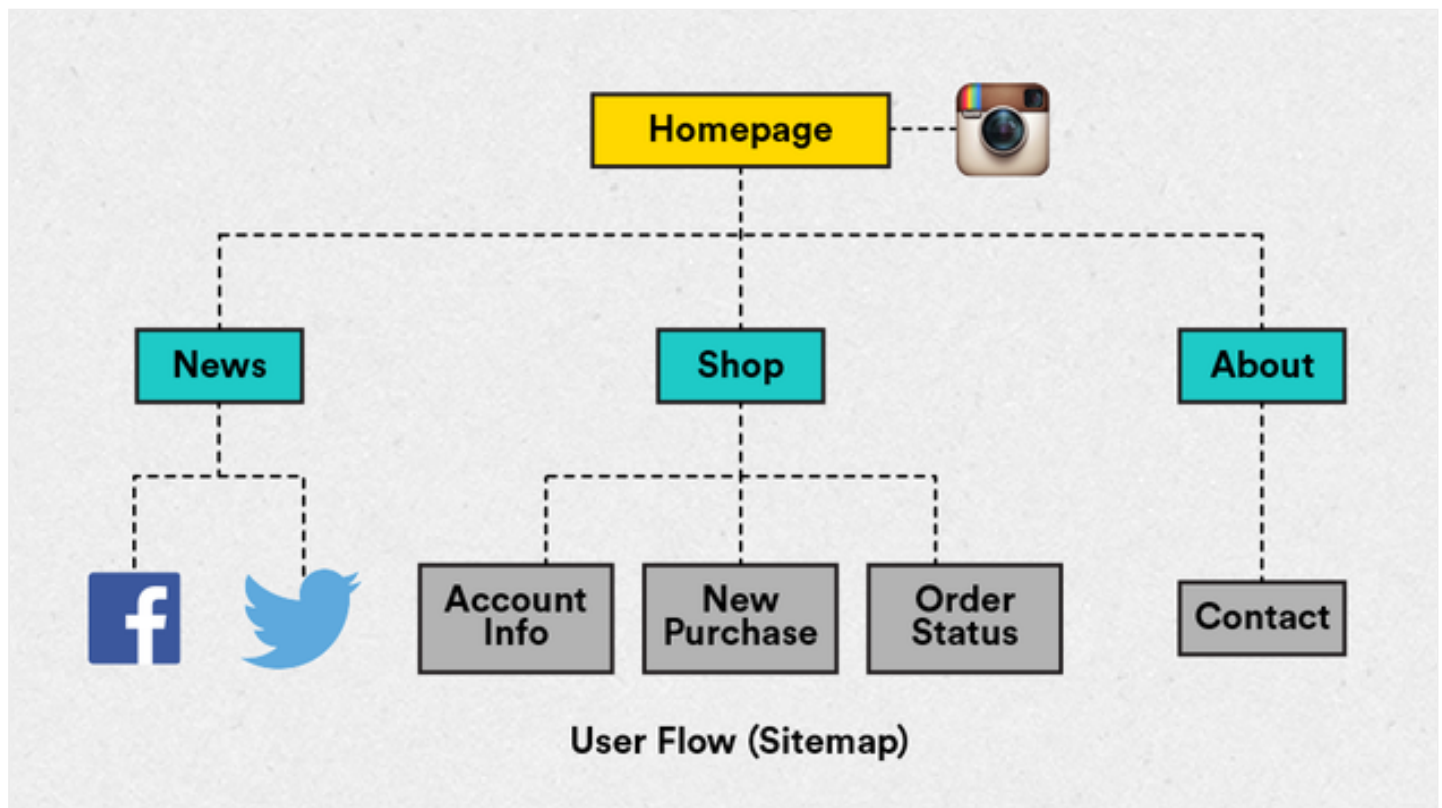 Homepage
News
Shop
About
Account
Info
New
Purchase
Order
Status
Contact
User Flow (Sitemap)